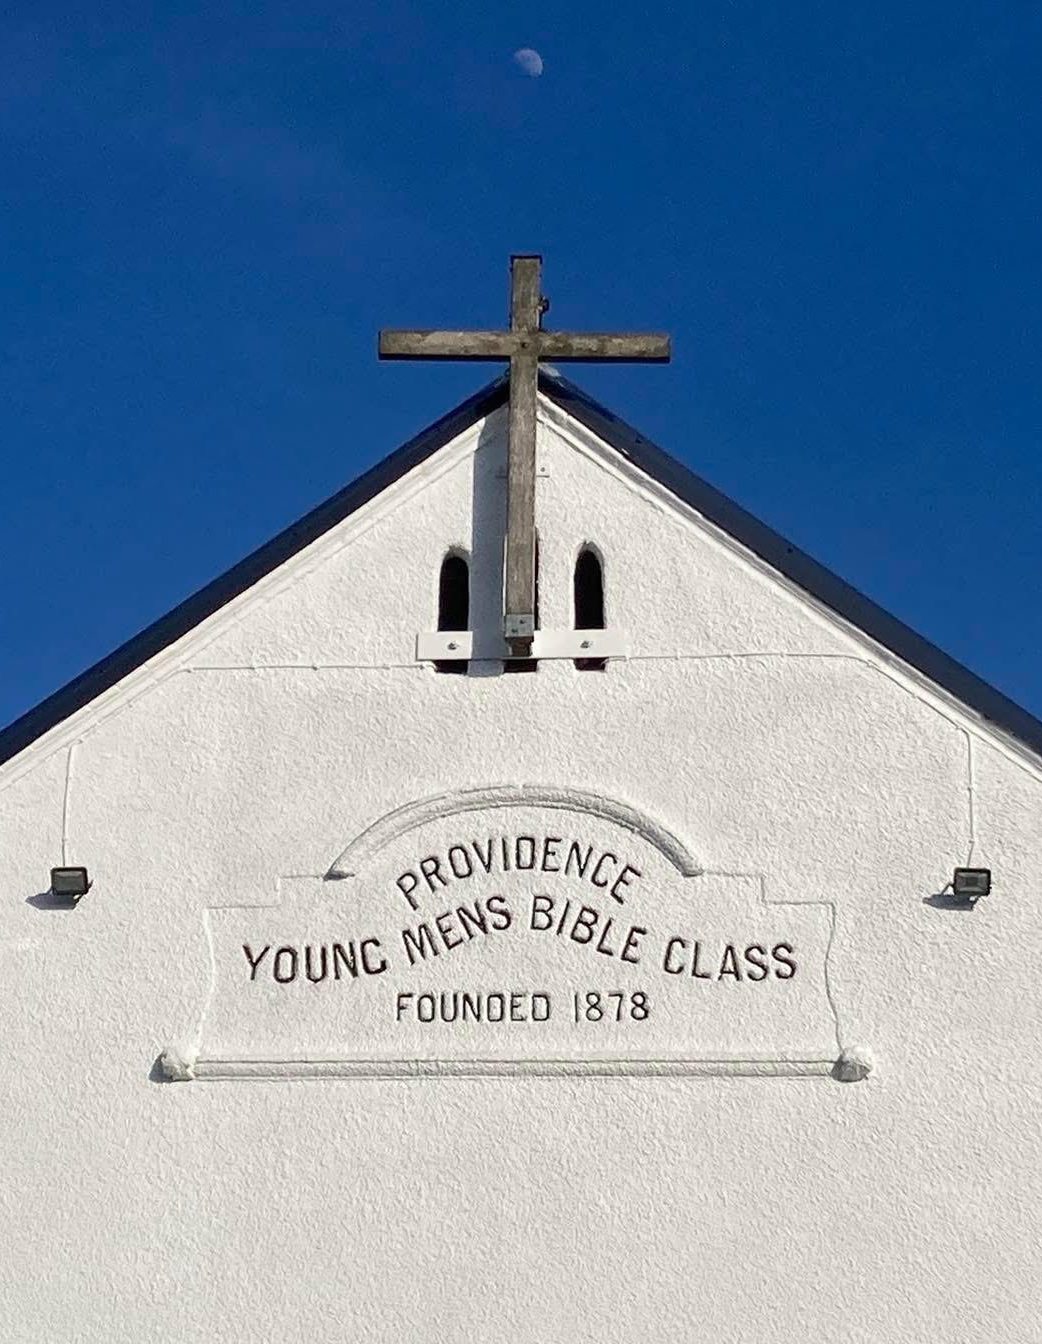 PROVIDENCE
YOUNG MENS BIBLE CLASS
FOUNDED 1878